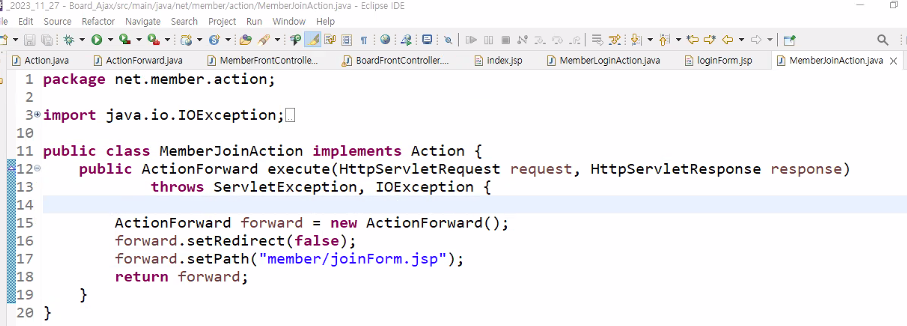 _2023_11_27 - Board_Ajax/src/main/java/net/member/action/MemberJoinAction.java - Eclipse IDE
File Edit Source Refactor Navigate Search Project Run Window Help
Action.java ActionForward.java MemberFrontControlle... BoardFrontController.... index.jsp MemberLoginAction.java loginForm.jsp MemberJoinAction.java
1 package net.member.action;
2
3 import java.io.IOException;
10
11 public class MemberJoinAction implements Action {
12 public ActionForward execute(HttpServletRequest request, HttpServletResponse response)
13 throws ServletException, IOException {
14
15 ActionForward forward = new ActionForward();
16 forward.setRedirect(false);
17 forward.setPath("member/joinForm.jsp");
18 return forward;
19 }
20 }